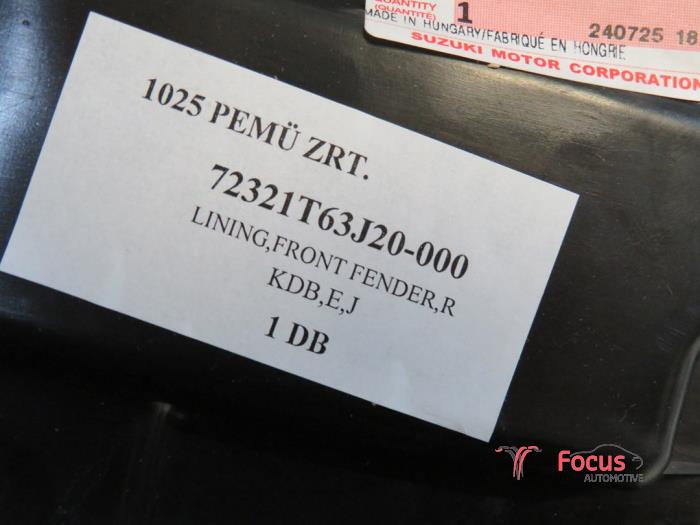 QUANTITY
(QUANTITÉ)
1
240725 18
MADE IN HUNGARY/FABRIQUÉ EN HONGRIE
SUZUKI MOTOR CORPORATION
1025 PEMÜ ZRT.
72321T63J20-000
LINING,FRONT FENDER,R
KDB,E,J
1 DB
Focus
AUTOMOTIVE